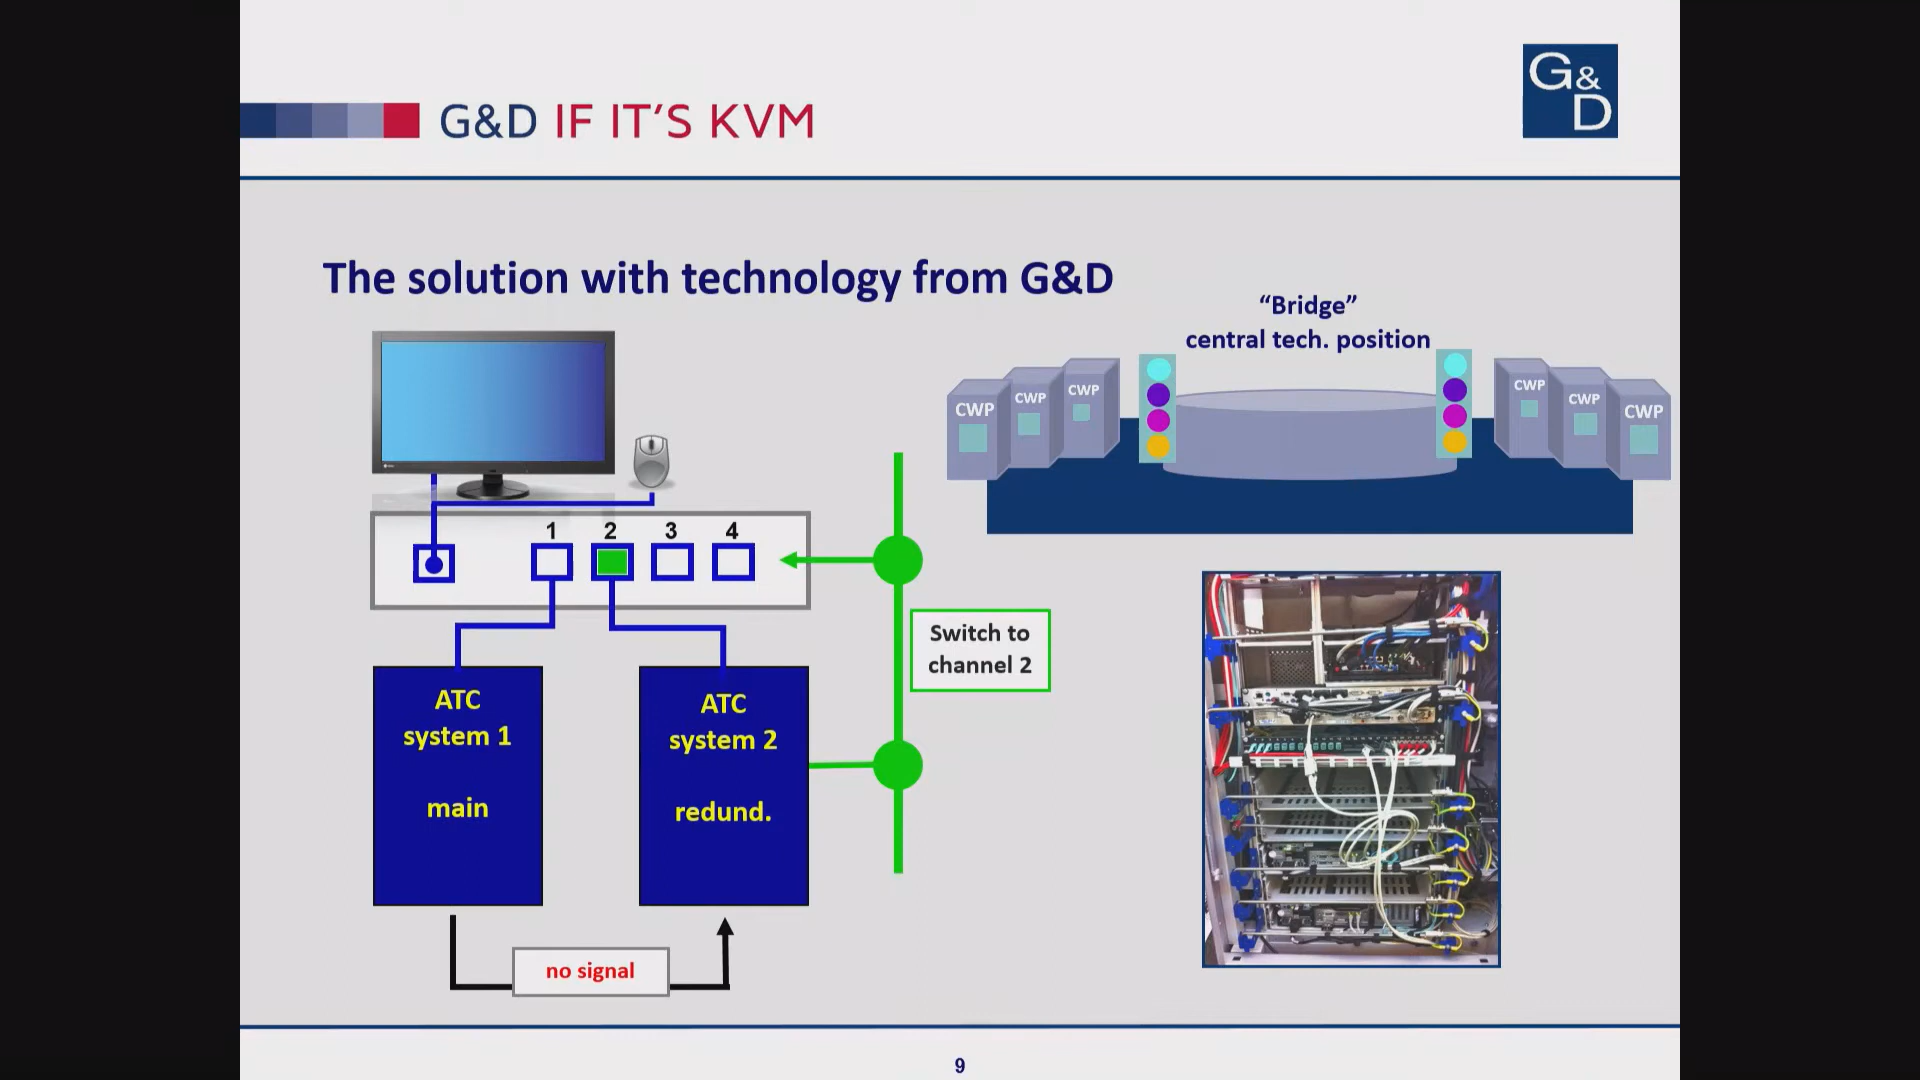 G&D IF IT'S KVM
G&
D
The solution with technology from G&D
“Bridge”
central tech. position
CWP
CWP
CWP
CWP
CWP
CWP
1 2 3 4
Switch to
channel 2
ATC
system 1
main
ATC
system 2
redund.
no signal
9